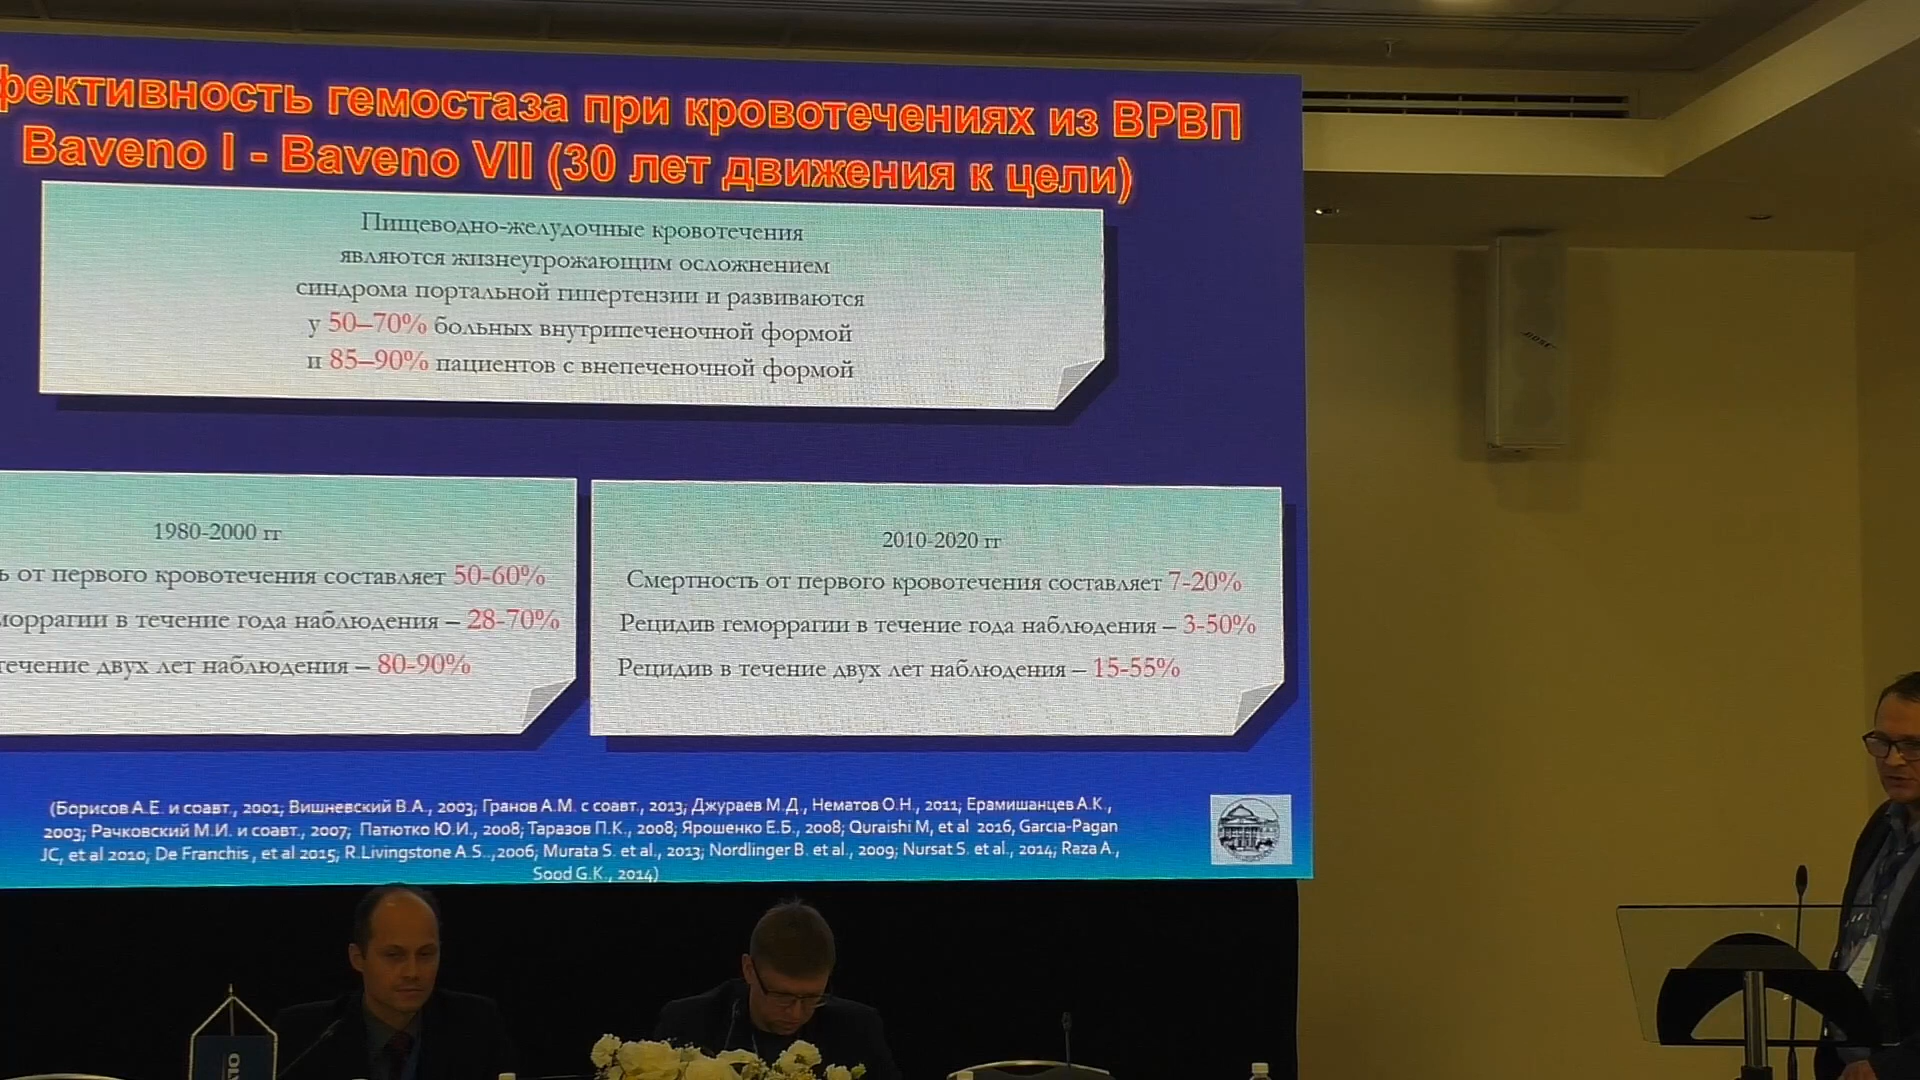 фективность гемостаза при кровотечениях из ВРВП
Baveno I - Baveno VII (30 лет движения к цели)
Пищеводно-желудочные кровотечения
являются жизнеугрожающим осложнением
синдрома портальной гипертензии и развиваются
у 50–70% больных внутрипеченочной формой
и 85–90% пациентов с внепеченочной формой
1980-2000 гг
ь от первого кровотечения составляет 50-60%
моррагии в течение года наблюдения – 28-70%
течение двух лет наблюдения – 80-90%
2010-2020 гг
Смертность от первого кровотечения составляет 7-20%
Рецидив геморрагии в течение года наблюдения – 3-50%
Рецидив в течение двух лет наблюдения – 15-55%
(Борисов А.Е. и соавт., 2001; Вишневский В.А., 2003; Гранов А.М. с соавт., 2013; Джураев М.Д., Нематов О.Н., 2011; Ерамишанцев А.К.,
2003; Рачковский М.И. и соавт., 2007; Патютко Ю.И., 2008; Таразов П.К., 2008; Ярошенко Е.Б., 2008; Quraishi M, et al 2016, Garcia-Pagan
JC, et al 2010; De Franchis , et al 2015; R.Livingstone A.S..,2006; Murata S. et al., 2013; Nordlinger B. et al., 2009; Nursat S. et al., 2014; Raza A.,
Sood G.K., 2014)
BOSE
OLY